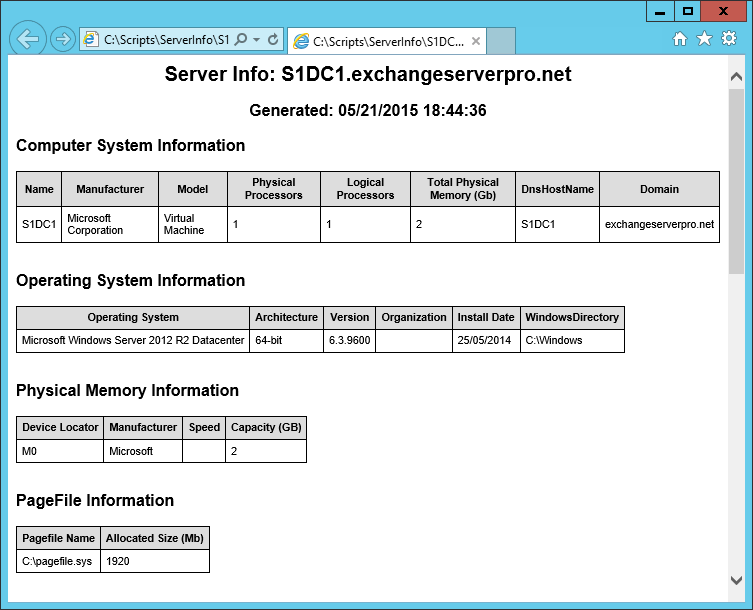 C:\Scripts\ServerInfo\S1
C:\Scripts\ServerInfo\S1DC...
Server Info: S1DC1.exchangeserverpro.net
Generated: 05/21/2015 18:44:36
Computer System Information
Name Manufacturer Model Physical Processors Logical Processors Total Physical Memory (Gb) DnsHostName Domain
S1DC1 Microsoft Corporation Virtual Machine 1 1 2 S1DC1 exchangeserverpro.net
Operating System Information
Operating System Architecture Version Organization Install Date WindowsDirectory
Microsoft Windows Server 2012 R2 Datacenter 64-bit 6.3.9600 25/05/2014 C:\Windows
Physical Memory Information
Device Locator Manufacturer Speed Capacity (GB)
M0 Microsoft 2
PageFile Information
Pagefile Name Allocated Size (Mb)
C:\pagefile.sys 1920